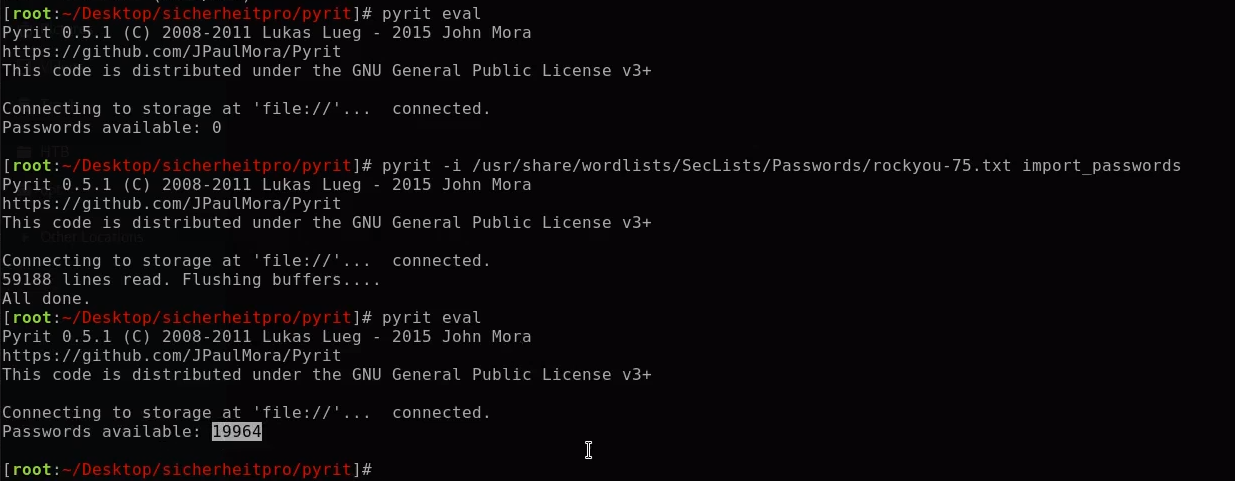 [root:~/Desktop/sicherheitpro/pyrit]# pyrit eval
Pyrit 0.5.1 (C) 2008-2011 Lukas Lueg - 2015 John Mora
https://github.com/JPaulMora/Pyrit
This code is distributed under the GNU General Public License v3+
Connecting to storage at 'file://'...  connected.
Passwords available: 0
HTB
[root:~/Desktop/sicherheitpro/pyrit]# pyrit -i /usr/share/wordlists/SecLists/Passwords/rockyou-75.txt import_passwords
Pyrit 0.5.1 (C) 2008-2011 Lukas Lueg - 2015 John Mora
https://github.com/JPaulMora/Pyrit
This code is distributed under the GNU General Public License v3+
Other Locations
Connecting to storage at 'file://'...  connected.
59188 lines read. Flushing buffers....
All done.
[root:~/Desktop/sicherheitpro/pyrit]# pyrit eval
Pyrit 0.5.1 (C) 2008-2011 Lukas Lueg - 2015 John Mora
https://github.com/JPaulMora/Pyrit
This code is distributed under the GNU General Public License v3+
Connecting to storage at 'file://'...  connected.
Passwords available: 19964
[root:~/Desktop/sicherheitpro/pyrit]#